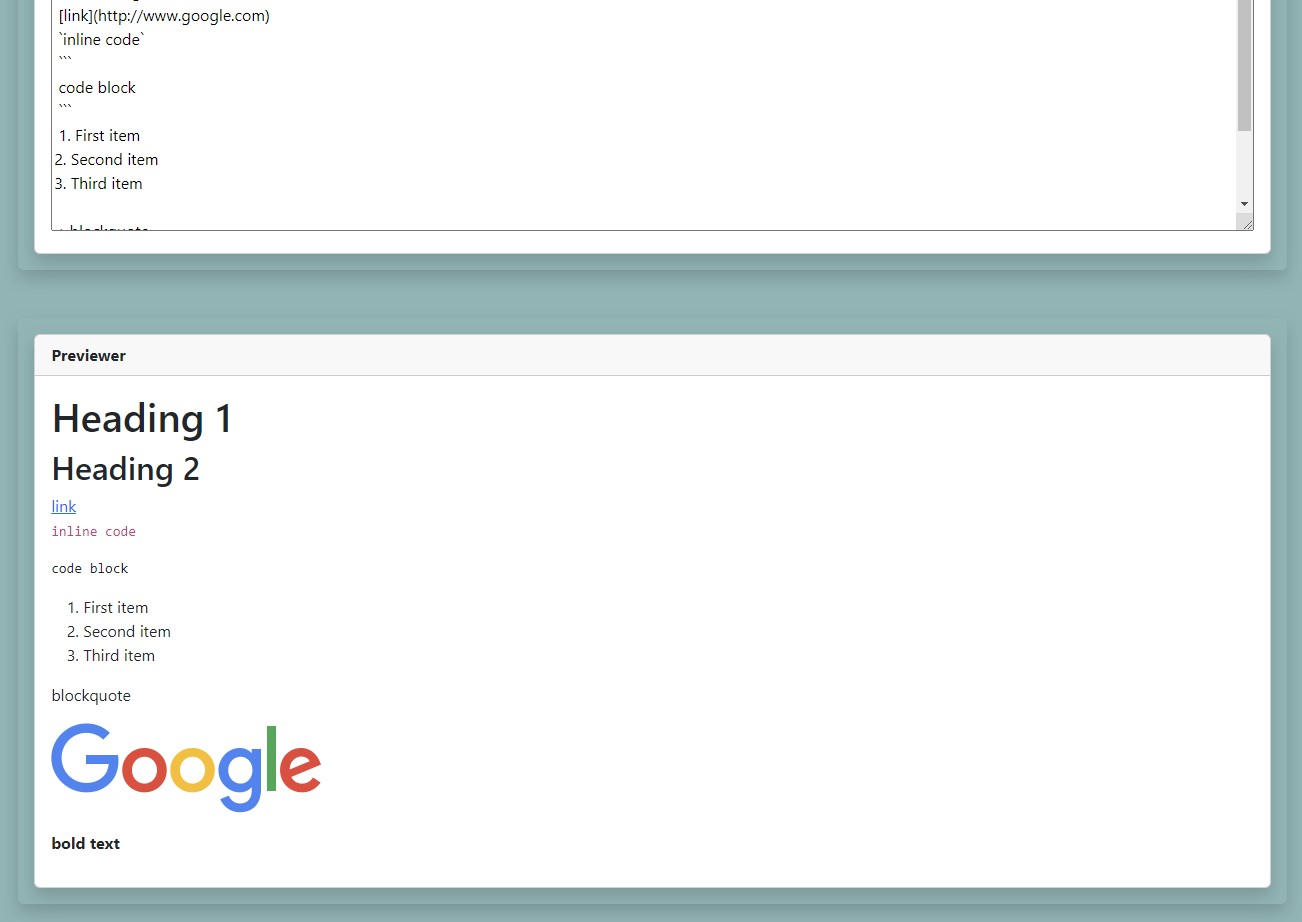 [link](http://www.google.com)
`inline code`
```
code block
```
1. First item
2. Second item
3. Third item
> blockquote
Previewer
Heading 1
Heading 2
link
inline code
code block
1. First item
2. Second item
3. Third item
blockquote
Google
bold text